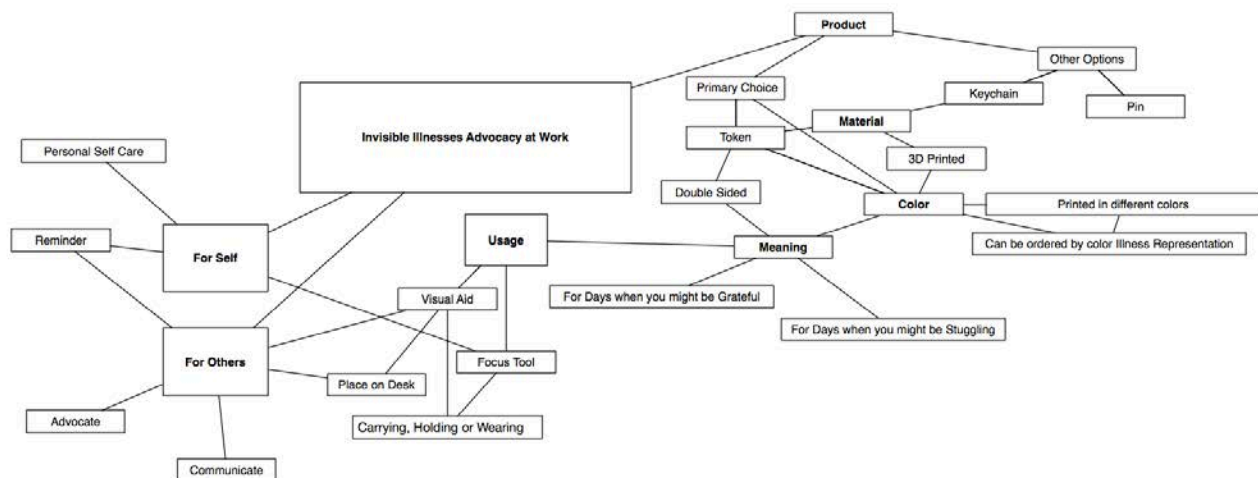 Product
Other Options
Primary Choice
Keychain
Pin
Invisible Illnesses Advocacy at Work
Material
Token
Personal Self Care
3D Printed
Double Sided
Color
Printed in different colors
Reminder
Usage
Meaning
Can be ordered by color Illness Representation
For Self
Visual Aid
For Days when you might be Grateful
For Days when you might be Stuggling
For Others
Focus Tool
Place on Desk
Advocate
Carrying, Holding or Wearing
Communicate